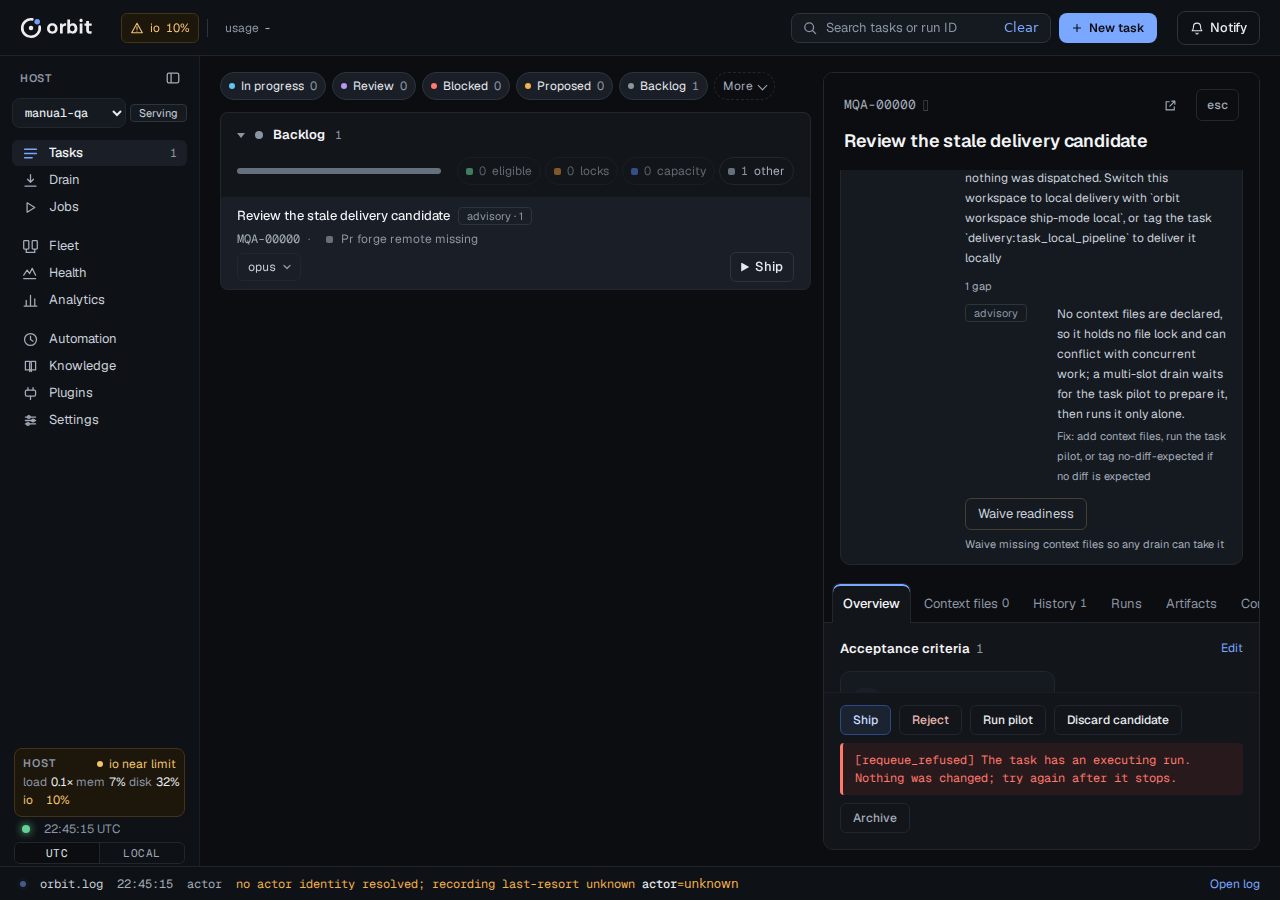 orbit
io 10%
usage -
Search tasks or run ID
Clear
+ New task
Notify
HOST
manual-qa
Serving
Tasks 1
Drain
Jobs
Fleet
Health
Analytics
Automation
Knowledge
Plugins
Settings
HOST
io near limit
load 0.1× mem 7% disk 32%
io 10%
22:45:15 UTC
UTC
LOCAL
In progress 0
Review 0
Blocked 0
Proposed 0
Backlog 1
More
Backlog 1
0 eligible
0 locks
0 capacity
1 other
Review the stale delivery candidate
advisory · 1
MQA-00000 ·
Pr forge remote missing
opus
Ship
MQA-00000
esc
Review the stale delivery candidate
nothing was dispatched. Switch this
workspace to local delivery with `orbit
workspace ship-mode local`, or tag the task
`delivery:task_local_pipeline` to deliver it
locally
1 gap
advisory
No context files are declared,
so it holds no file lock and can
conflict with concurrent
work; a multi-slot drain waits
for the task pilot to prepare it,
then runs it only alone.
Fix: add context files, run the task
pilot, or tag no-diff-expected if
no diff is expected
Waive readiness
Waive missing context files so any drain can take it
Overview
Context files 0
History 1
Runs
Artifacts
Co
Acceptance criteria 1
Edit
Ship
Reject
Run pilot
Discard candidate
[requeue_refused] The task has an executing run.
Nothing was changed; try again after it stops.
Archive
orbit.log 22:45:15 actor no actor identity resolved; recording last-resort unknown actor=unknown
Open log